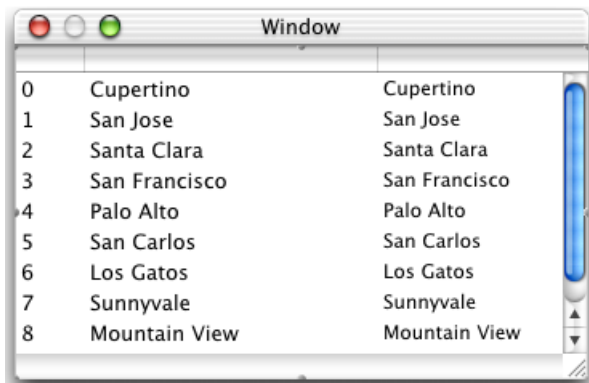 Window
0 Cupertino Cupertino
1 San Jose San Jose
2 Santa Clara Santa Clara
3 San Francisco San Francisco
4 Palo Alto Palo Alto
5 San Carlos San Carlos
6 Los Gatos Los Gatos
7 Sunnyvale Sunnyvale
8 Mountain View Mountain View